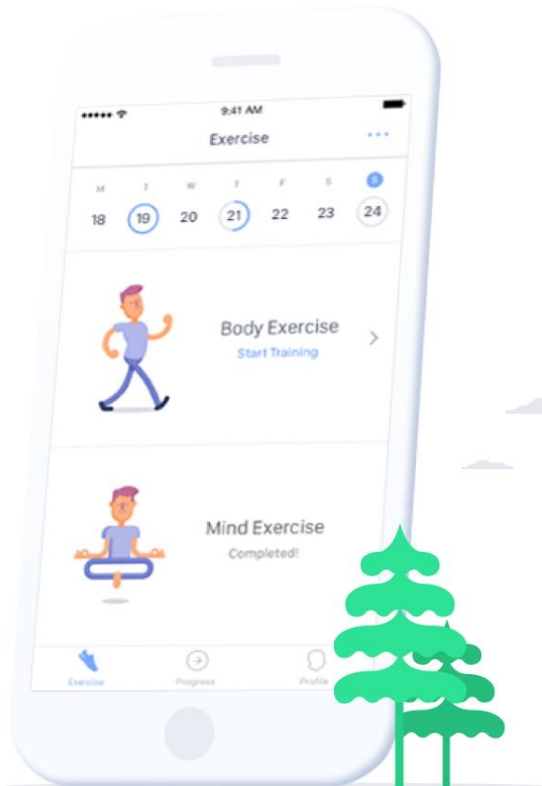 9:41 AM
Exercise
M T W T F S S
18 19 20 21 22 23 24
Body Exercise
Start Training
Mind Exercise
Completed!
Exercise Progress Profile